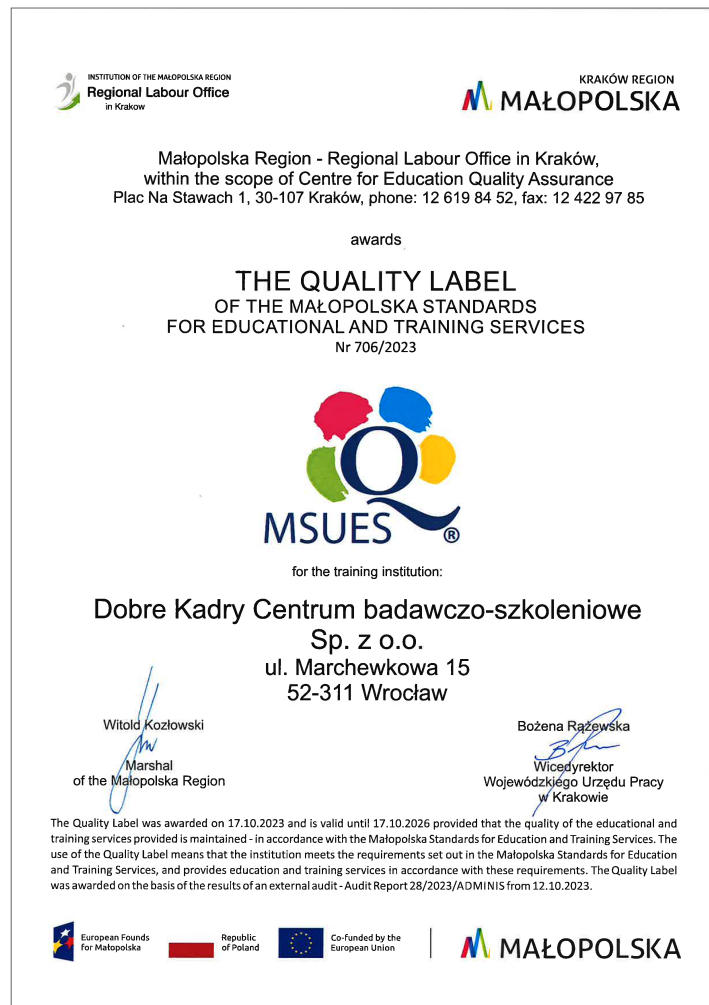 INSTITUTION OF THE MAŁOPOLSKA REGION
Regional Labour Office
in Krakow
KRAKÓW REGION
MAŁOPOLSKA
Małopolska Region - Regional Labour Office in Kraków,
within the scope of Centre for Education Quality Assurance
Plac Na Stawach 1, 30-107 Kraków, phone: 12 619 84 52, fax: 12 422 97 85
awards
THE QUALITY LABEL
OF THE MAŁOPOLSKA STANDARDS
FOR EDUCATIONAL AND TRAINING SERVICES
Nr 706/2023
Q
MSUES ®
for the training institution:
Dobre Kadry Centrum badawczo-szkoleniowe
Sp. z o.o.
ul. Marchewkowa 15
52-311 Wrocław
Witold Kozłowski
Marshal
of the Małopolska Region
Bożena Rążewska
Wicedyrektor
Wojewódzkiego Urzędu Pracy
w Krakowie
The Quality Label was awarded on 17.10.2023 and is valid until 17.10.2026 provided that the quality of the educational and
training services provided is maintained - in accordance with the Małopolska Standards for Education and Training Services. The
use of the Quality Label means that the institution meets the requirements set out in the Małopolska Standards for Education
and Training Services, and provides education and training services in accordance with these requirements. The Quality Label
was awarded on the basis of the results of an external audit - Audit Report 28/2023/ADMINIS from 12.10.2023.
European Founds
for Małopolska
Republic
of Poland
Co-funded by the
European Union
MAŁOPOLSKA